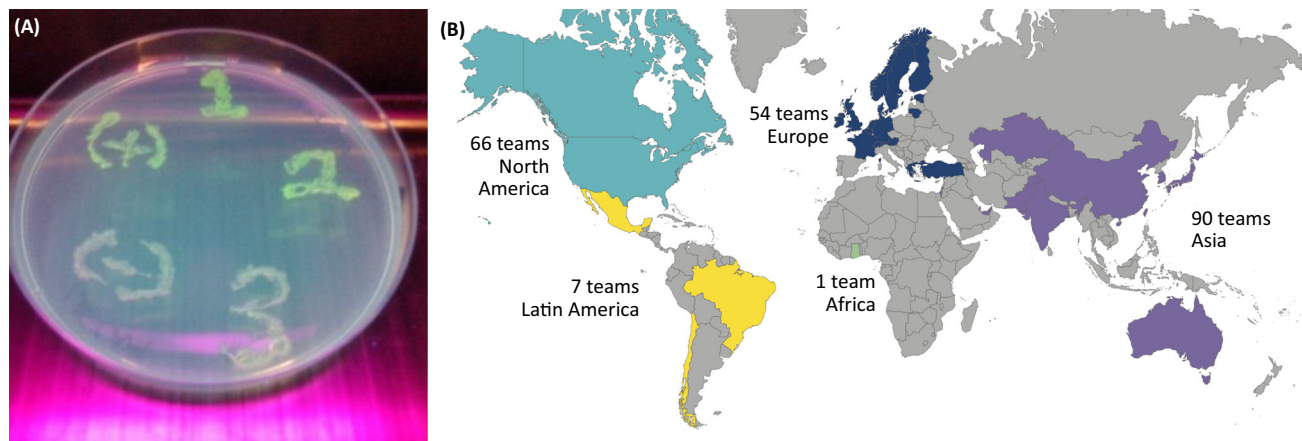 (A)
1
(+)
2
(-)
3
(B)
66 teams
North
America
54 teams
Europe
90 teams
Asia
7 teams
Latin America
1 team
Africa